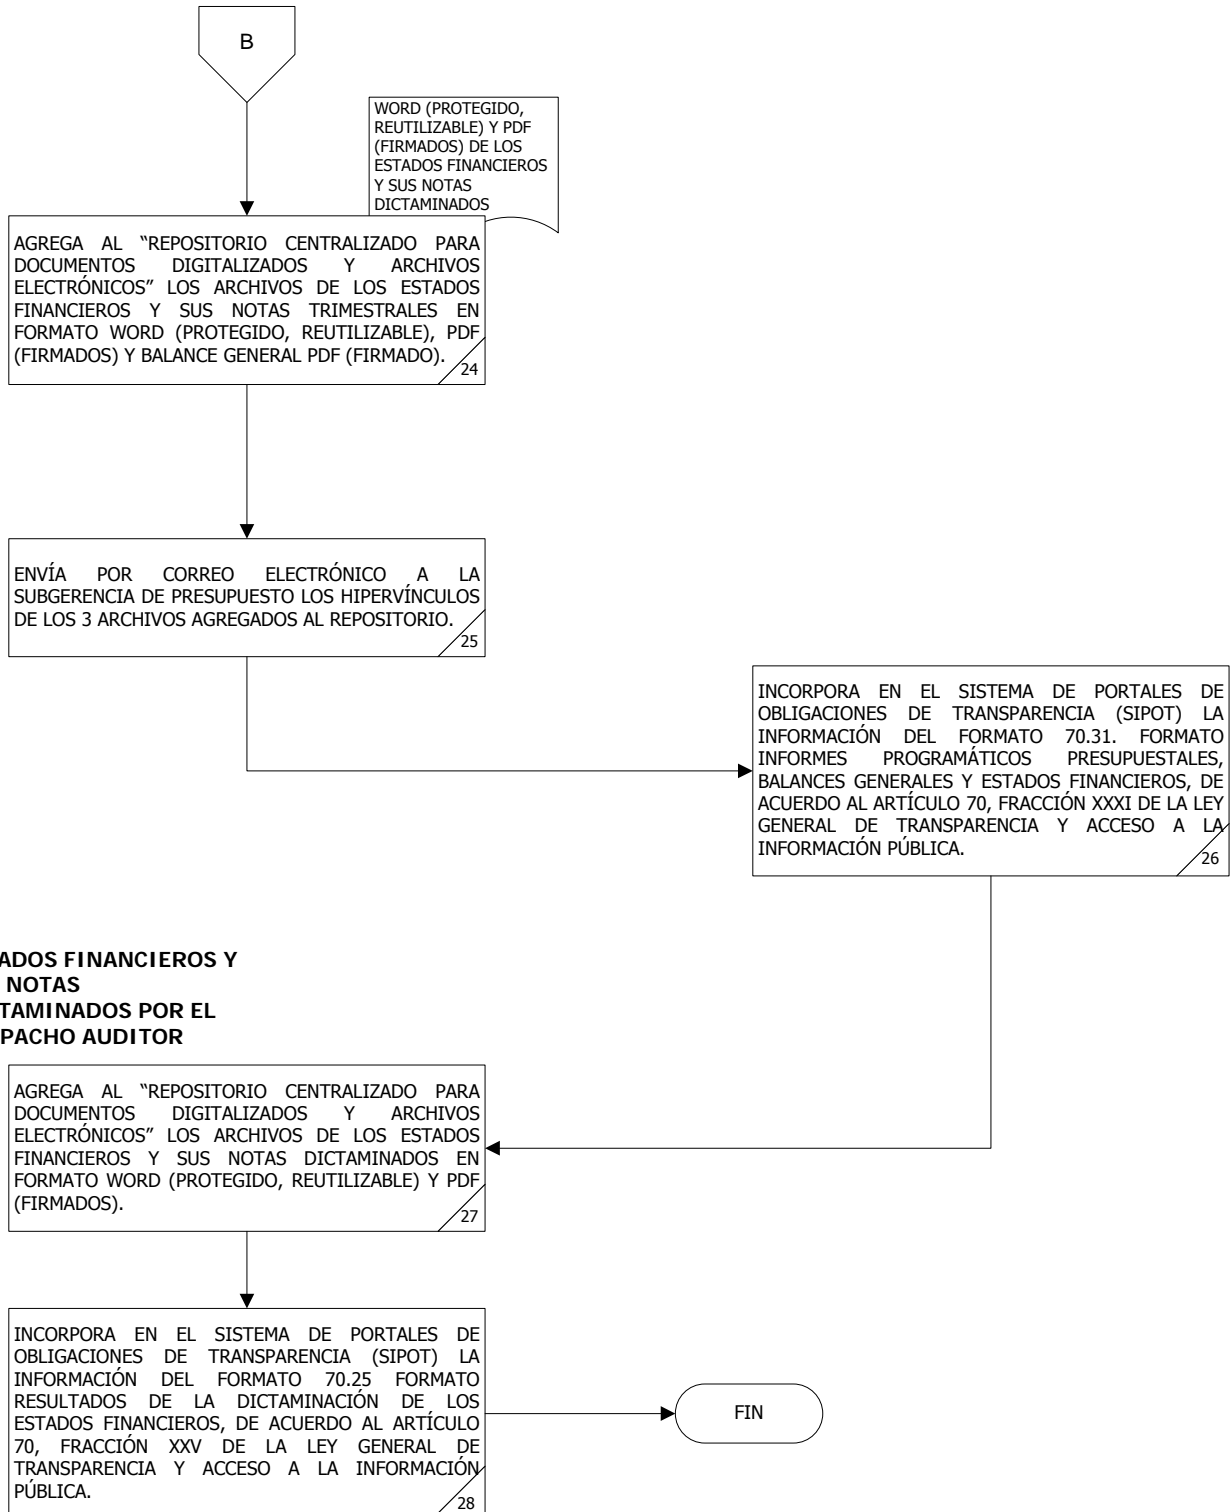 B
WORD (PROTEGIDO,
REUTILIZABLE) Y PDF
(FIRMADOS) DE LOS
ESTADOS FINANCIEROS
Y SUS NOTAS
DICTAMINADOS
AGREGA AL “REPOSITORIO CENTRALIZADO PARA
DOCUMENTOS DIGITALIZADOS Y ARCHIVOS
ELECTRÓNICOS” LOS ARCHIVOS DE LOS ESTADOS
FINANCIEROS Y SUS NOTAS TRIMESTRALES EN
FORMATO WORD (PROTEGIDO, REUTILIZABLE), PDF
(FIRMADOS) Y BALANCE GENERAL PDF (FIRMADO).
24
ENVÍA POR CORREO ELECTRÓNICO A LA
SUBGERENCIA DE PRESUPUESTO LOS HIPERVÍNCULOS
DE LOS 3 ARCHIVOS AGREGADOS AL REPOSITORIO.
25
INCORPORA EN EL SISTEMA DE PORTALES DE
OBLIGACIONES DE TRANSPARENCIA (SIPOT) LA
INFORMACIÓN DEL FORMATO 70.31. FORMATO
INFORMES PROGRAMÁTICOS PRESUPUESTALES,
BALANCES GENERALES Y ESTADOS FINANCIEROS, DE
ACUERDO AL ARTÍCULO 70, FRACCIÓN XXXI DE LA LEY
GENERAL DE TRANSPARENCIA Y ACCESO A LA
INFORMACIÓN PÚBLICA.
26
ADOS FINANCIEROS Y
NOTAS
TAMINADOS POR EL
PACHO AUDITOR
AGREGA AL “REPOSITORIO CENTRALIZADO PARA
DOCUMENTOS DIGITALIZADOS Y ARCHIVOS
ELECTRÓNICOS” LOS ARCHIVOS DE LOS ESTADOS
FINANCIEROS Y SUS NOTAS DICTAMINADOS EN
FORMATO WORD (PROTEGIDO, REUTILIZABLE) Y PDF
(FIRMADOS).
27
INCORPORA EN EL SISTEMA DE PORTALES DE
OBLIGACIONES DE TRANSPARENCIA (SIPOT) LA
INFORMACIÓN DEL FORMATO 70.25 FORMATO
RESULTADOS DE LA DICTAMINACIÓN DE LOS
ESTADOS FINANCIEROS, DE ACUERDO AL ARTÍCULO
70, FRACCIÓN XXV DE LA LEY GENERAL DE
TRANSPARENCIA Y ACCESO A LA INFORMACIÓN
PÚBLICA.
28
FIN